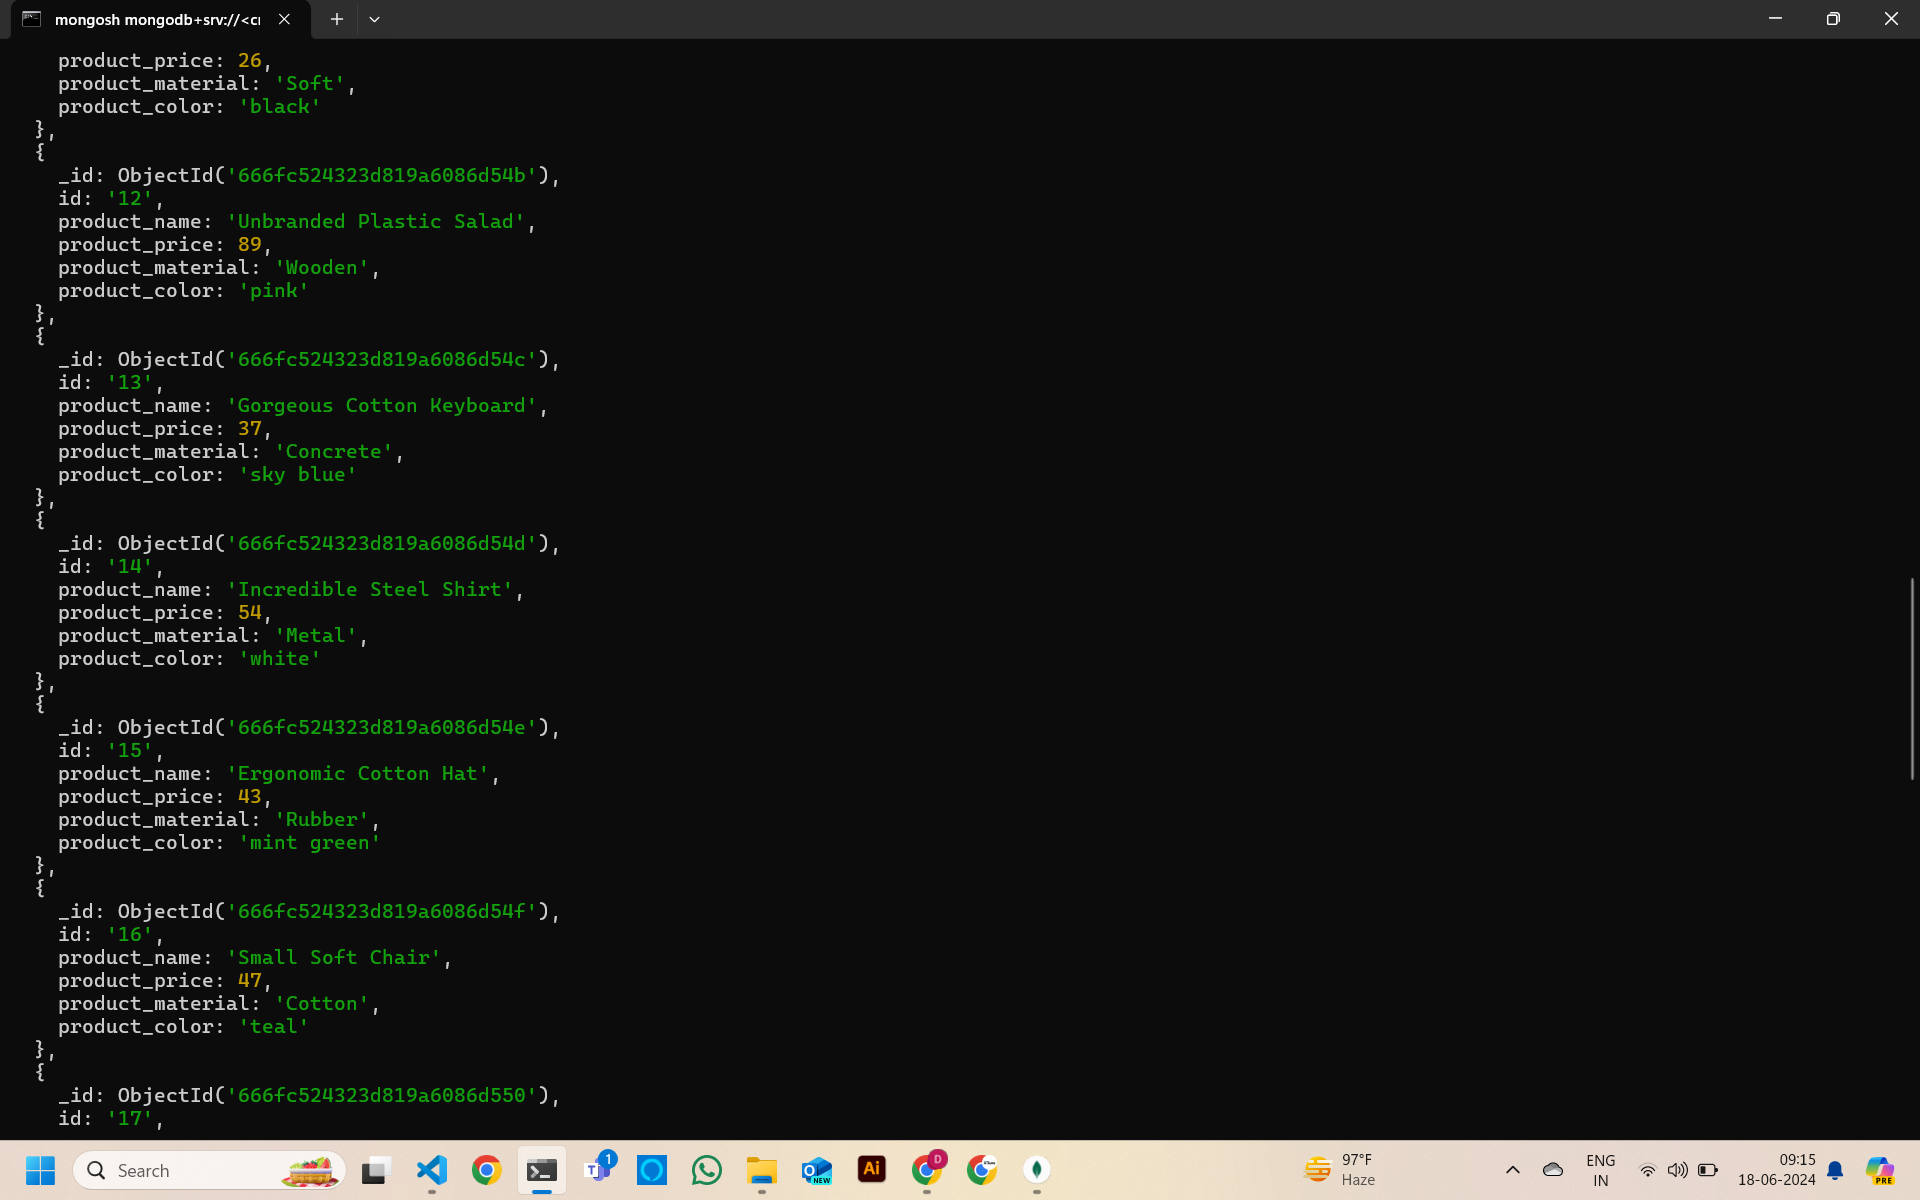 mongosh mongodb+srv://<c
product_price: 26,
product_material: 'Soft',
product_color: 'black'
},
{
_id: ObjectId('666fc524323d819a6086d54b'),
id: '12',
product_name: 'Unbranded Plastic Salad',
product_price: 89,
product_material: 'Wooden',
product_color: 'pink'
},
{
_id: ObjectId('666fc524323d819a6086d54c'),
id: '13',
product_name: 'Gorgeous Cotton Keyboard',
product_price: 37,
product_material: 'Concrete',
product_color: 'sky blue'
},
{
_id: ObjectId('666fc524323d819a6086d54d'),
id: '14',
product_name: 'Incredible Steel Shirt',
product_price: 54,
product_material: 'Metal',
product_color: 'white'
},
{
_id: ObjectId('666fc524323d819a6086d54e'),
id: '15',
product_name: 'Ergonomic Cotton Hat',
product_price: 43,
product_material: 'Rubber',
product_color: 'mint green'
},
{
_id: ObjectId('666fc524323d819a6086d54f'),
id: '16',
product_name: 'Small Soft Chair',
product_price: 47,
product_material: 'Cotton',
product_color: 'teal'
},
{
_id: ObjectId('666fc524323d819a6086d550'),
id: '17',
Search
1
T
NEW
Ai
D
97°F
Haze
ENG
IN
09:15
18-06-2024
PRE